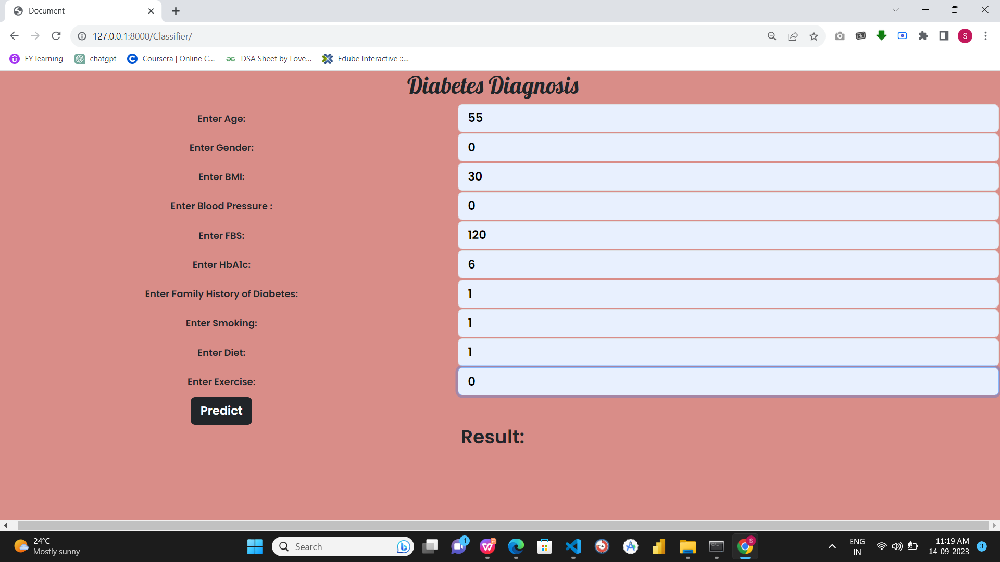 Document
127.0.0.1:8000/Classifier/
S
EY learning
chatgpt
Coursera | Online C...
DSA Sheet by Love...
Edube Interactive ::...
Diabetes Diagnosis
Enter Age: 55
Enter Gender: 0
Enter BMI: 30
Enter Blood Pressure : 0
Enter FBS: 120
Enter HbA1c: 6
Enter Family History of Diabetes: 1
Enter Smoking: 1
Enter Diet: 1
Enter Exercise: 0
Predict
Result:
24°C
Mostly sunny
Search
1
S
ENG
IN
11:19 AM
14-09-2023
3